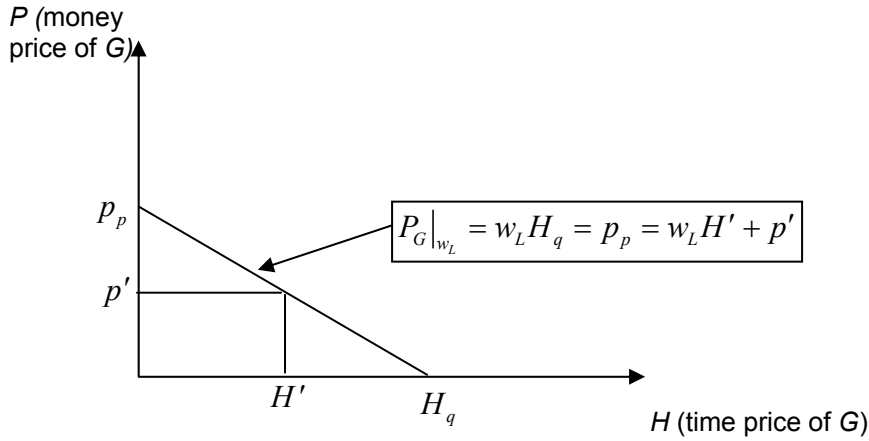 P (money
price of G)
p_p
P_G|_{w_L} = w_L H_q = p_p = w_L H' + p'
p'
H'
H_q
H (time price of G)